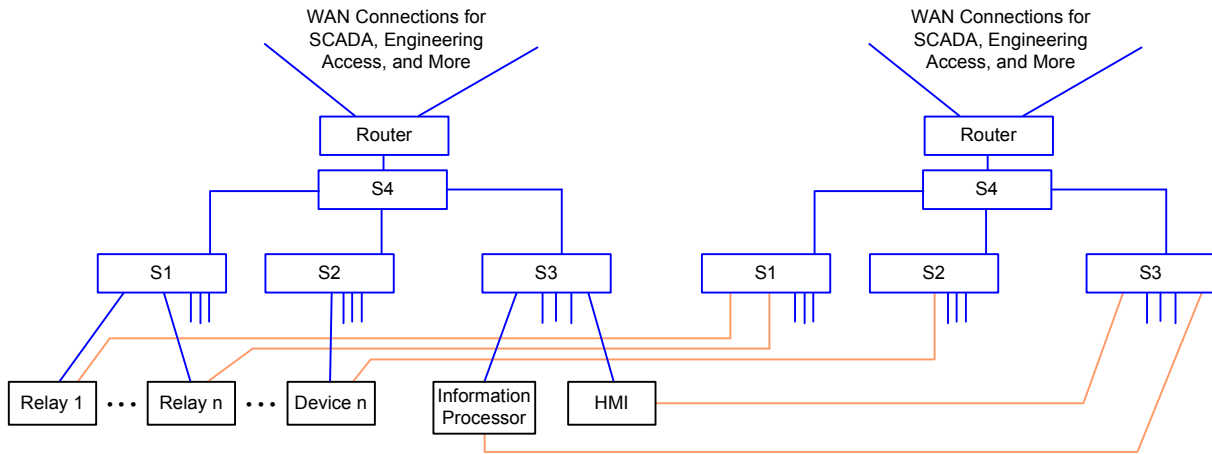 WAN Connections for
SCADA, Engineering
Access, and More
WAN Connections for
SCADA, Engineering
Access, and More
Router
Router
S4
S4
S1
S2
S3
S1
S2
S3
Relay 1
•••
Relay n
•••
Device n
Information
Processor
HMI